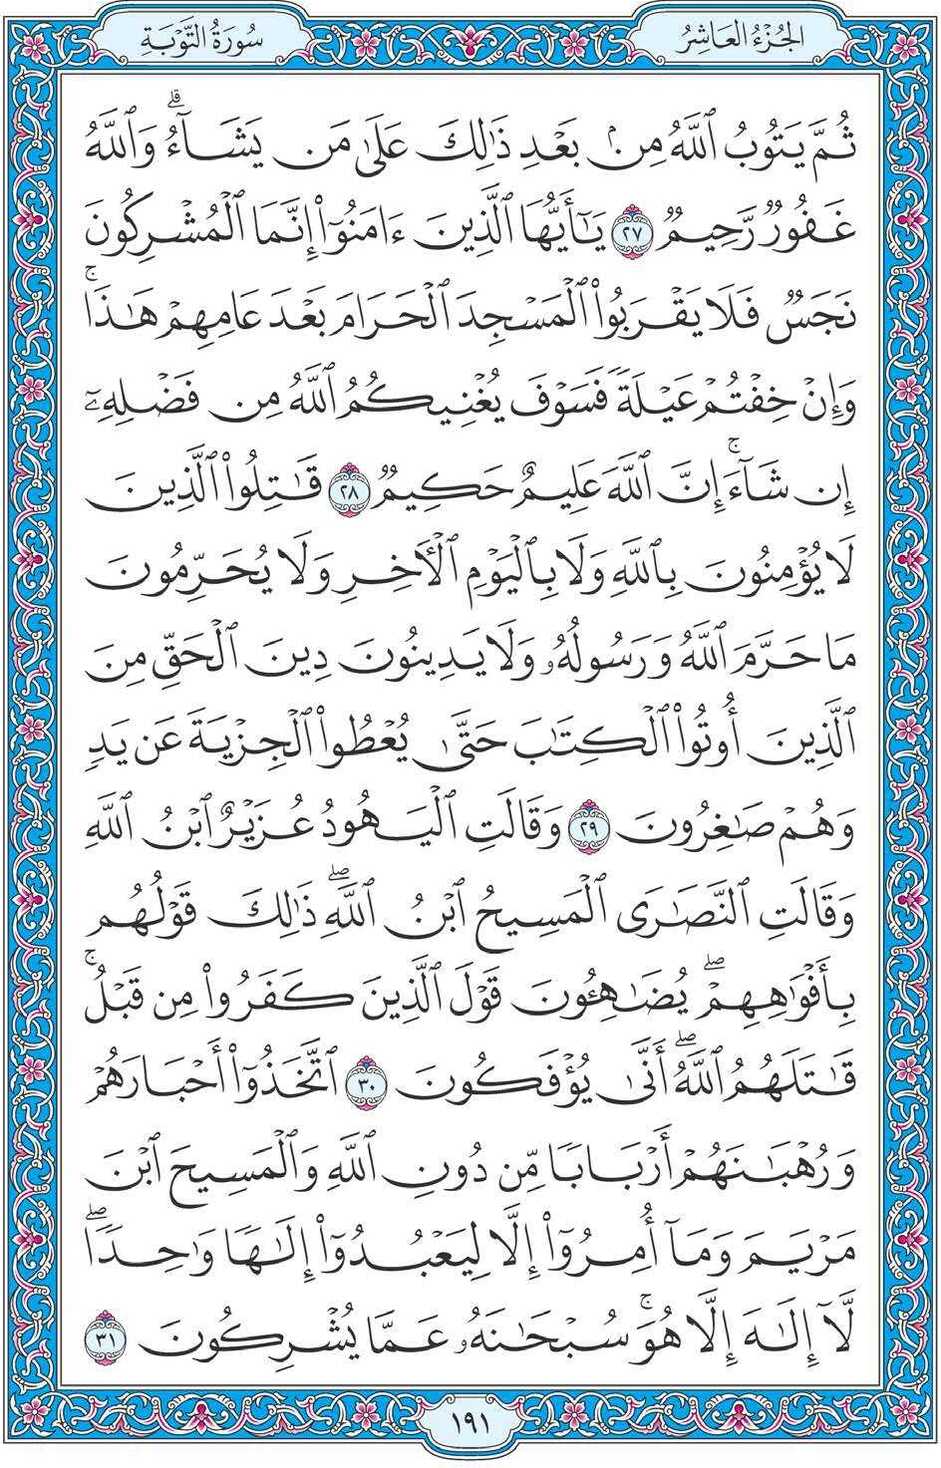 الجُزْءُ العَاشِرُ
سُورَةُ التَّوۡبَةِ
ثُمَّ يَتُوبُ ٱللَّهُ مِنۢ بَعۡدِ ذَٰلِكَ عَلَىٰ مَن يَشَآءُۗ وَٱللَّهُ
غَفُورٞ رَّحِيمٞ ٢٧ يَٰٓأَيُّهَا ٱلَّذِينَ ءَامَنُوٓاْ إِنَّمَا ٱلۡمُشۡرِكُونَ
نَجَسٞ فَلَا يَقۡرَبُواْ ٱلۡمَسۡجِدَ ٱلۡحَرَامَ بَعۡدَ عَامِهِمۡ هَٰذَاۚ
وَإِنۡ خِفۡتُمۡ عَيۡلَةٗ فَسَوۡفَ يُغۡنِيكُمُ ٱللَّهُ مِن فَضۡلِهِۦٓ
إِن شَآءَۚ إِنَّ ٱللَّهَ عَلِيمٌ حَكِيمٞ ٢٨ قَٰتِلُواْ ٱلَّذِينَ
لَا يُؤۡمِنُونَ بِٱللَّهِ وَلَا بِٱلۡيَوۡمِ ٱلۡأٓخِرِ وَلَا يُحَرِّمُونَ
مَا حَرَّمَ ٱللَّهُ وَرَسُولُهُۥ وَلَا يَدِينُونَ دِينَ ٱلۡحَقِّ مِنَ
ٱلَّذِينَ أُوتُواْ ٱلۡكِتَٰبَ حَتَّىٰ يُعۡطُواْ ٱلۡجِزۡيَةَ عَن يَدٖ
وَهُمۡ صَٰغِرُونَ ٢٩ وَقَالَتِ ٱلۡيَهُودُ عُزَيۡرٌ ٱبۡنُ ٱللَّهِ
وَقَالَتِ ٱلنَّصَٰرَى ٱلۡمَسِيحُ ٱبۡنُ ٱللَّهِۖ ذَٰلِكَ قَوۡلُهُم
بِأَفۡوَٰهِهِمۡۖ يُضَٰهِـُٔونَ قَوۡلَ ٱلَّذِينَ كَفَرُواْ مِن قَبۡلُۚ
قَٰتَلَهُمُ ٱللَّهُۖ أَنَّىٰ يُؤۡفَكُونَ ٣٠ ٱتَّخَذُوٓاْ أَحۡبَارَهُمۡ
وَرُهۡبَٰنَهُمۡ أَرۡبَابٗا مِّن دُونِ ٱللَّهِ وَٱلۡمَسِيحَ ٱبۡنَ
مَرۡيَمَ وَمَآ أُمِرُوٓاْ إِلَّا لِيَعۡبُدُوٓاْ إِلَٰهٗا وَٰحِدٗاۖ
لَّآ إِلَٰهَ إِلَّا هُوَۚ سُبۡحَٰنَهُۥ عَمَّا يُشۡرِكُونَ ٣١
١٩١